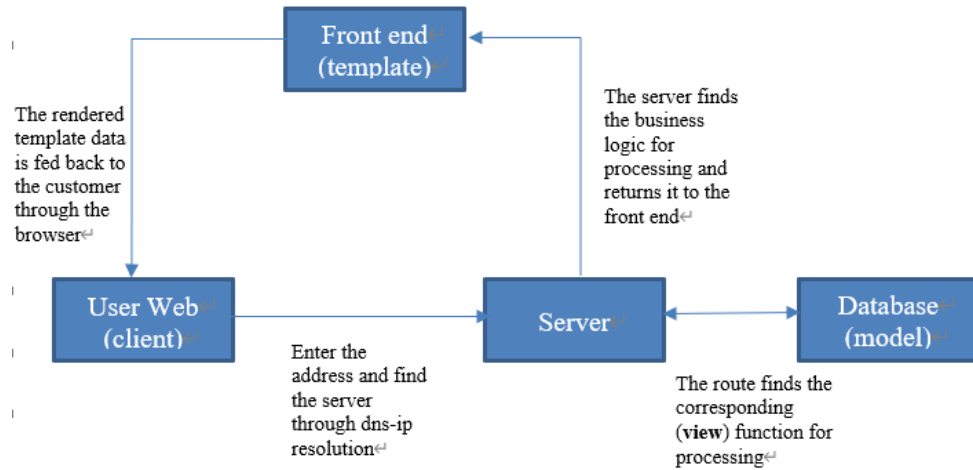 Front end
(template)
The rendered
template data
is fed back to
the customer
through the
browser
The server finds
the business
logic for
processing and
returns it to the
front end
User Web
(client)
Server
Database
(model)
Enter the
address and find
the server
through dns-ip
resolution
The route finds the
corresponding
(view) function for
processing